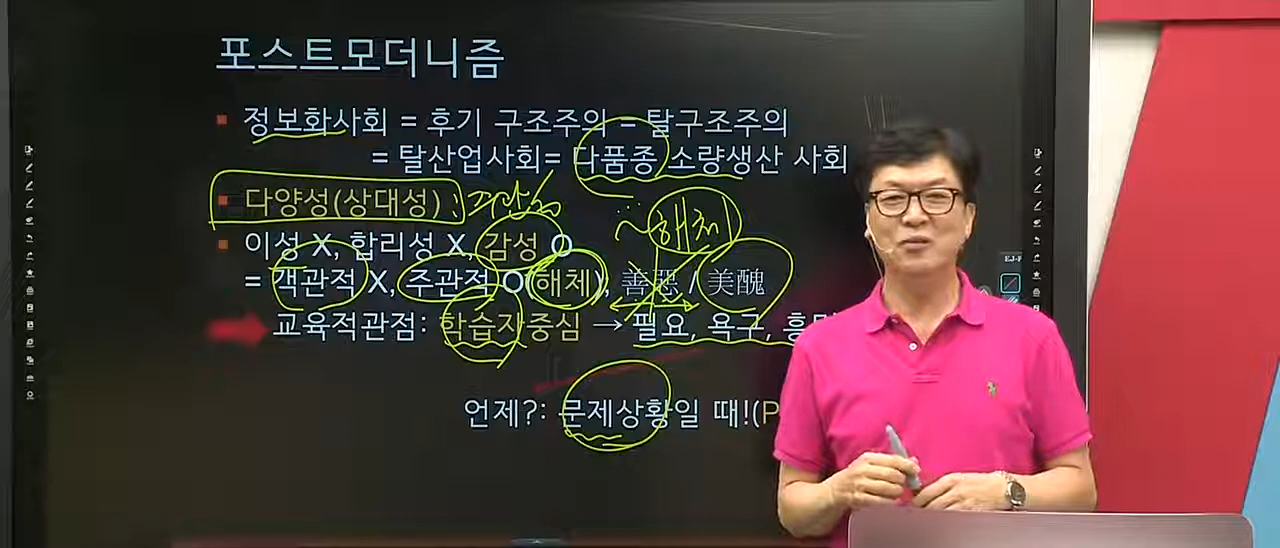 포스트모더니즘
정보화사회 = 후기 구조주의 = 탈구조주의
= 탈산업사회= 다품종 소량생산 사회
다양성(상대성) :
~해체
이성 X, 합리성 X, 감성 O
= 객관적 X, 주관적 O(해체), 善惡 / 美醜
교육적관점: 학습자중심 → 필요, 욕구, 흥미
언제?: 문제상황일 때!(P